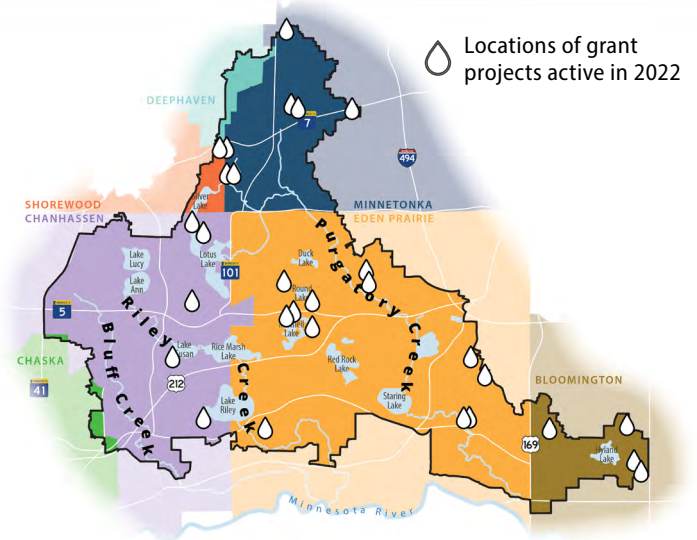 Locations of grant
projects active in 2022
DEEPHAVEN
7
494
SHOREWOOD
CHANHASSEN
MINNETONKA
EDEN PRAIRIE
Lake
Purgatory Creek
Lake
Lucy
Lotus
Lake
Duck
Lake
101
Lake
Ann
Round
5
Riley Creek
Bluff Creek
Lake
Lake
Rice Marsh
Lake
CHASKA
41
212
Red Rock
Lake
BLOOMINGTON
Lake
Riley
Staring
Lake
169
Hyland
Lake
Minnesota River